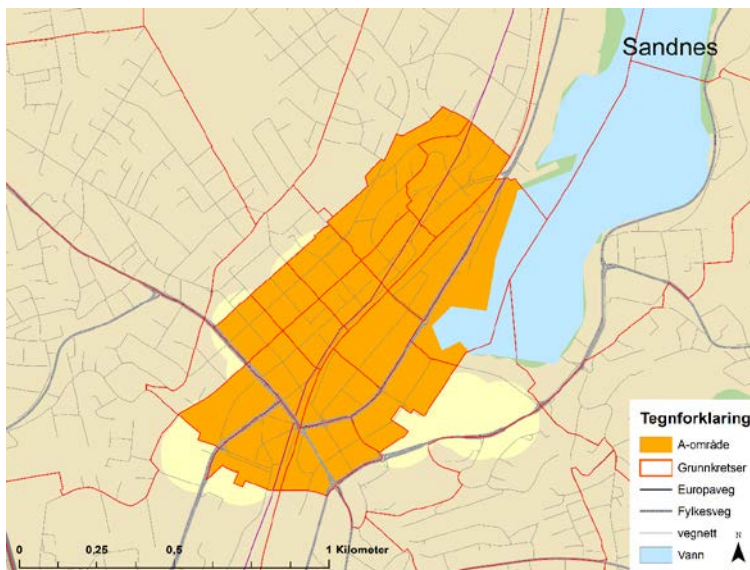 Sandnes
Tegnforklaring
A-område
Grunnkretser
Europaveg
Fylkesveg
vegnett
Vann
N
0 0,25 0,5 1 Kilometer